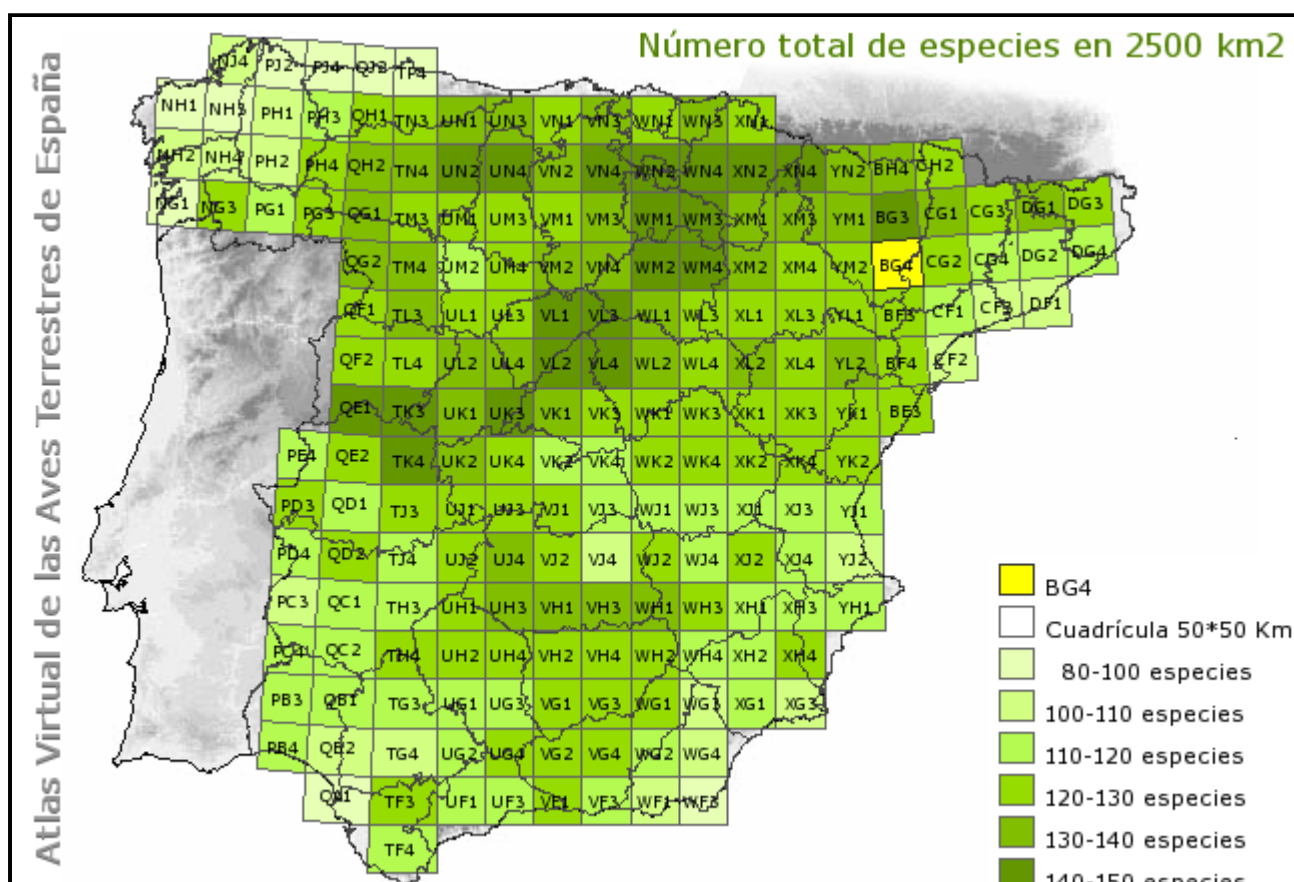 Número total de especies en 2500 km2
Atlas Virtual de las Aves Terrestres de España
NJ4 PJ2 PJ4 QJ2 TP4
NH1 NH3 PH1 PH3 QH1 TN3 UN1 UN3 VN1 VN3 WN1 WN3 XN1
NH2 NH4 PH2 PH4 QH2 TN4 UN2 UN4 VN2 VN4 WN2 WN4 XN2 XN4 YN2 BH4 CH2
NG1 NG3 PG1 PG3 QG1 TM3 UM1 UM3 VM1 VM3 WM1 WM3 XM1 XM3 YM1 BG3 CG1 CG3 DG1 DG3
QG2 TM4 UM2 UM4 VM2 VN4 WM2 WM4 XM2 XM4 YM2 BG4 CG2 CG4 DG2 DG4
QF1 TL3 UL1 UL3 VL1 VL3 WL1 WL3 XL1 XL3 YL1 BF3 CF1 CF3 DF1
QF2 TL4 UL2 UL4 VL2 VL4 WL2 WL4 XL2 XL4 YL2 BF4 CF2
QE1 TK3 UK1 UK3 VK1 VK3 WK1 WK3 XK1 XK3 YK1 BE3
PE4 QE2 TK4 UK2 UK4 VK2 VK4 WK2 WK4 XK2 XK4 YK2
PD3 QD1 TJ3 UJ1 UJ3 VJ1 VJ3 WJ1 WJ3 XJ1 XJ3 YJ1
PD4 QD2 TJ4 UJ2 UJ4 VJ2 VJ4 WJ2 WJ4 XJ2 XJ4 YJ2
PC3 QC1 TH3 UH1 UH3 VH1 VH3 WH1 WH3 XH1 XH3 YH1
PC4 QC2 TH4 UH2 UH4 VH2 VH4 WH2 WH4 XH2 XH4
PB3 QB1 TG3 UG1 UG3 VG1 VG3 WG1 WG3 XG1 XG3
PB4 QB2 TG4 UG2 UG4 VG2 VG4 WG2 WG4
TF3 UF1 UF3 VF1 VF3 WF1 WF3
TF4
BG4
Cuadrícula 50*50 Km
80-100 especies
100-110 especies
110-120 especies
120-130 especies
130-140 especies
140-150 especies